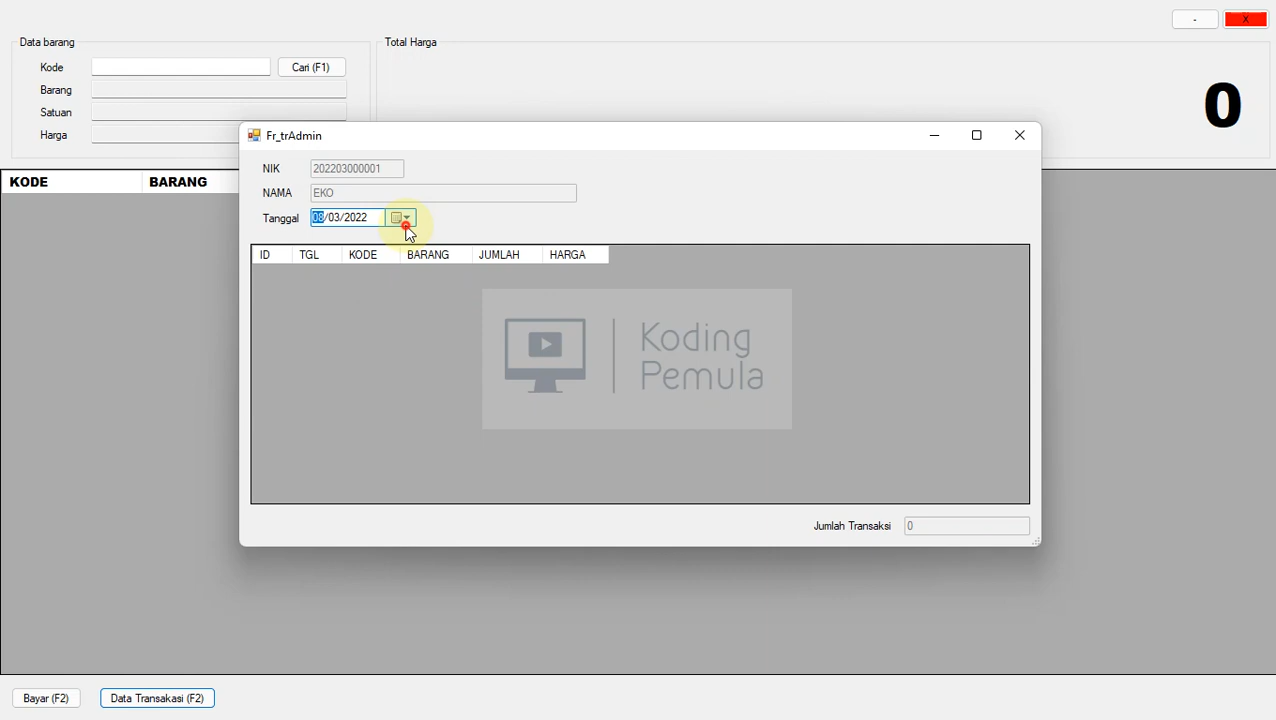 -
X
Data barang
Total Harga
Kode
Cari (F1)
Barang
Satuan
Harga
0
Fr_trAdmin
NIK 202203000001
NAMA EKO
Tanggal 08/03/2022
KODE BARANG
ID TGL KODE BARANG JUMLAH HARGA
Koding
Pemula
Jumlah Transaksi 0
Bayar (F2) Data Transakasi (F2)